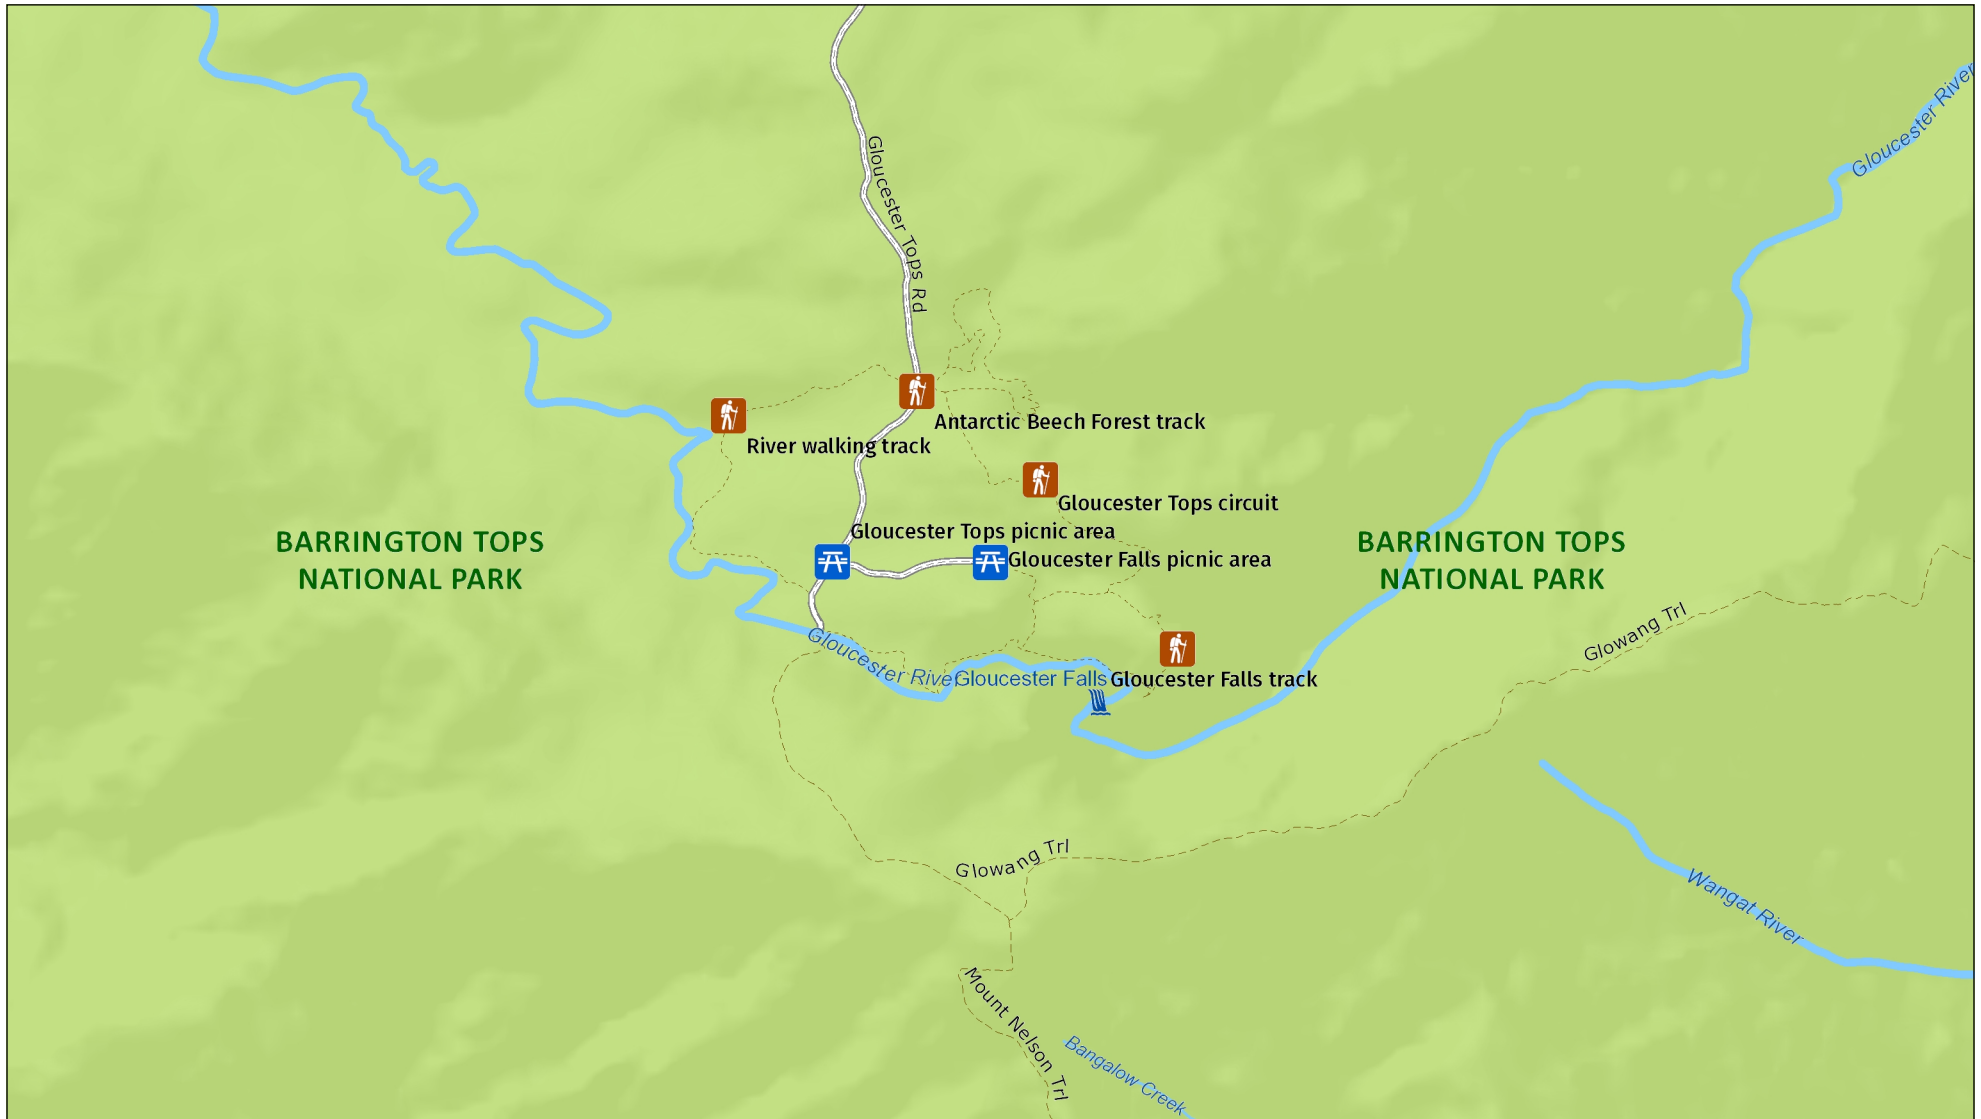 Gloucester River
Gloucester Tops Rd
Antarctic Beech Forest track
River walking track
Gloucester Tops circuit
Gloucester Tops picnic area
Gloucester Falls picnic area
BARRINGTON TOPS
NATIONAL PARK
BARRINGTON TOPS
NATIONAL PARK
Glowang Trl
Gloucester River
Gloucester Falls
Gloucester Falls track
Glowang Trl
Wangat River
Mount Nelson Trl
Bangalow Creek